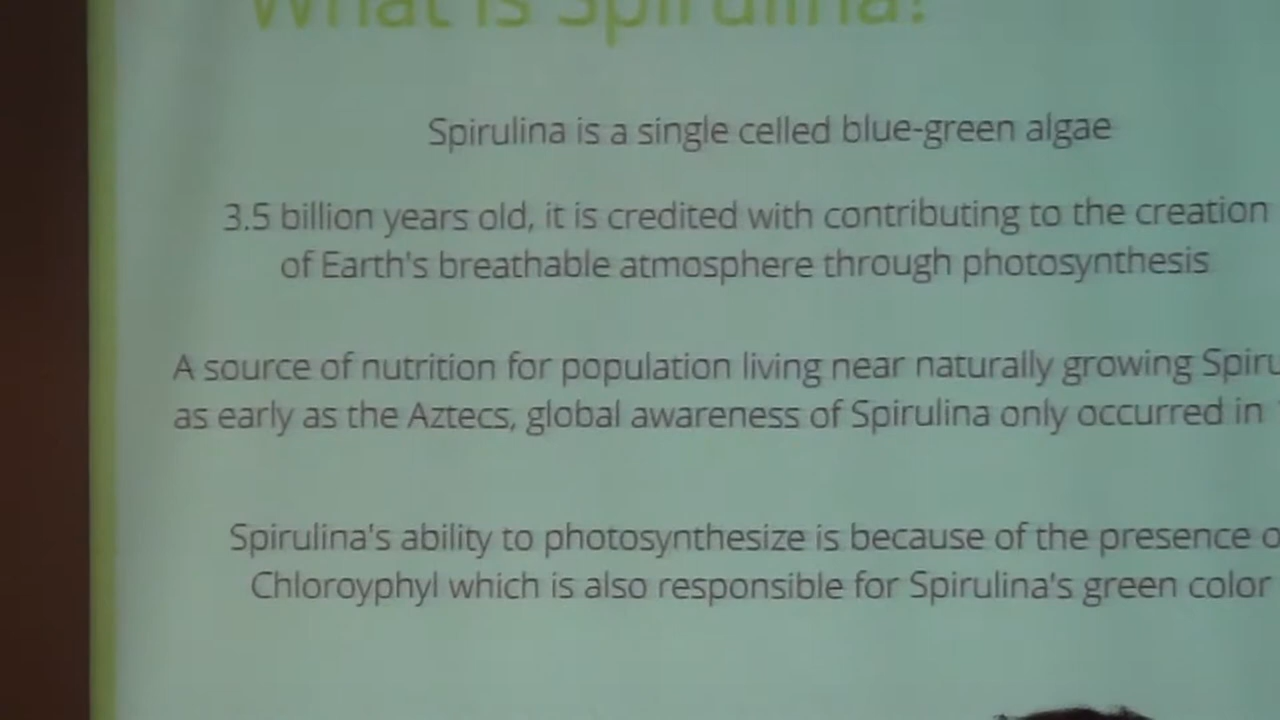 What is Spirulina?
Spirulina is a single celled blue-green algae
3.5 billion years old, it is credited with contributing to the creation
of Earth's breathable atmosphere through photosynthesis
A source of nutrition for population living near naturally growing
as early as the Aztecs, global awareness of Spirulina only occurred in
Spirulina's ability to photosynthesize is because of the presence
Chloroyphyl which is also responsible for Spirulina's green color